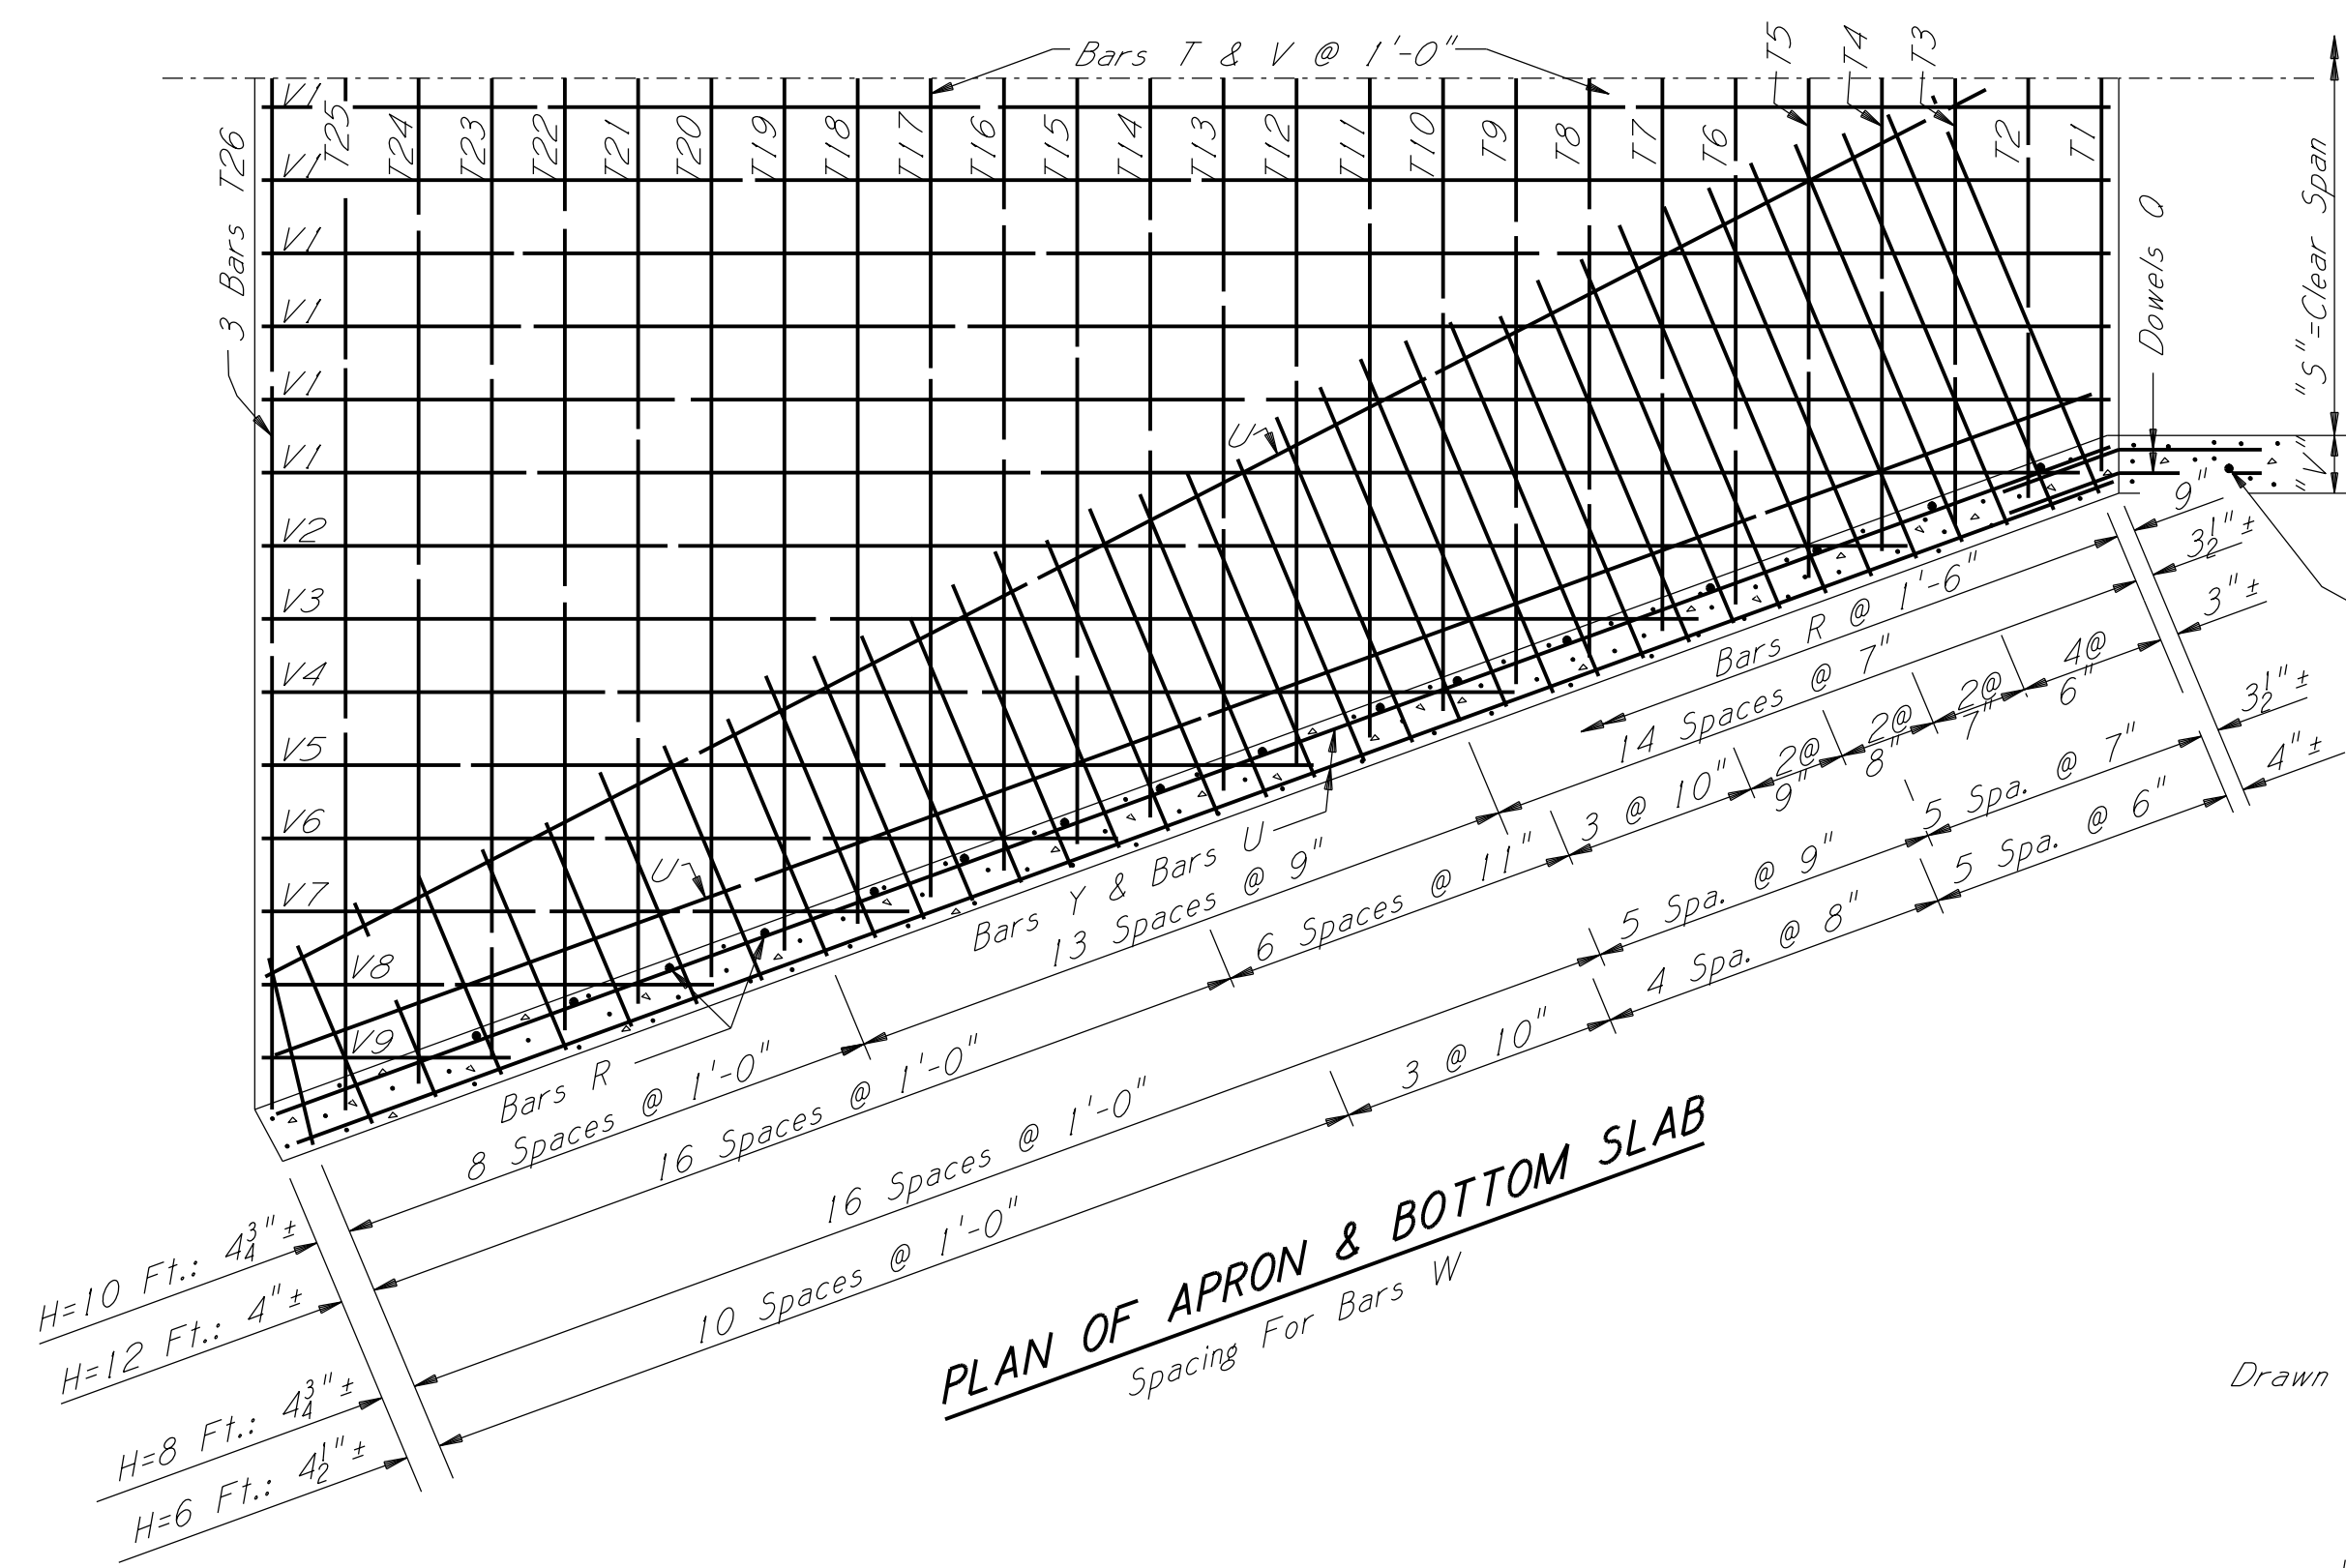 Bars T & V @ 1'-0"
T5
T4
T3
3 Bars T26
T25
T24
T23
T22
T21
T20
T19
T18
T17
T16
T15
T14
T13
T12
T11
T10
T9
T8
T7
T6
T2
T1
V1
V1
V1
V1
V1
V1
V2
V3
V4
V5
V6
V7
V8
V9
U
U
Dowels Q
"S"=Clear Span
"V"
9"
3 1/2"±
3"±
3 1/2"±
4"±
Bars R @ 1'-6"
Bars Y & Bars U
Bars R
8 Spaces @ 1'-0"
13 Spaces @ 9"
14 Spaces @ 7"
16 Spaces @ 1'-0"
6 Spaces @ 11"
3 @ 10"
2@ 9"
2@ 8"
2@ 7"
4@ 6"
16 Spaces @ 1'-0"
5 Spa. @ 9"
5 Spa. @ 7"
10 Spaces @ 1'-0"
3 @ 10"
4 Spa. @ 8"
5 Spa. @ 6"
H=10 Ft.: 4 3/4"±
H=12 Ft.: 4"±
H=8 Ft.: 4 3/4"±
H=6 Ft.: 4 1/2"±
PLAN OF APRON & BOTTOM SLAB
Spacing For Bars W
Drawn